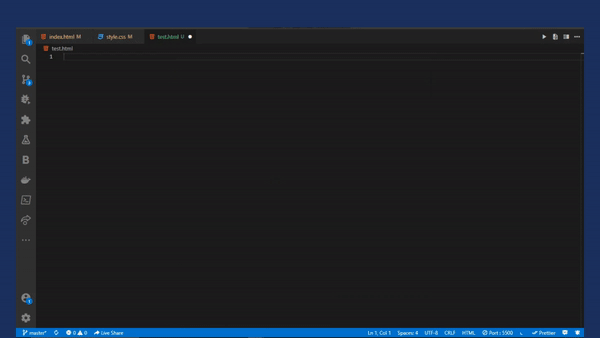 index.html M style.css M test.html U
test.html
1
B
master* 0 0 Live Share Ln 1, Col 1 Spaces: 4 UTF-8 CRLF HTML Port : 5500 Prettier